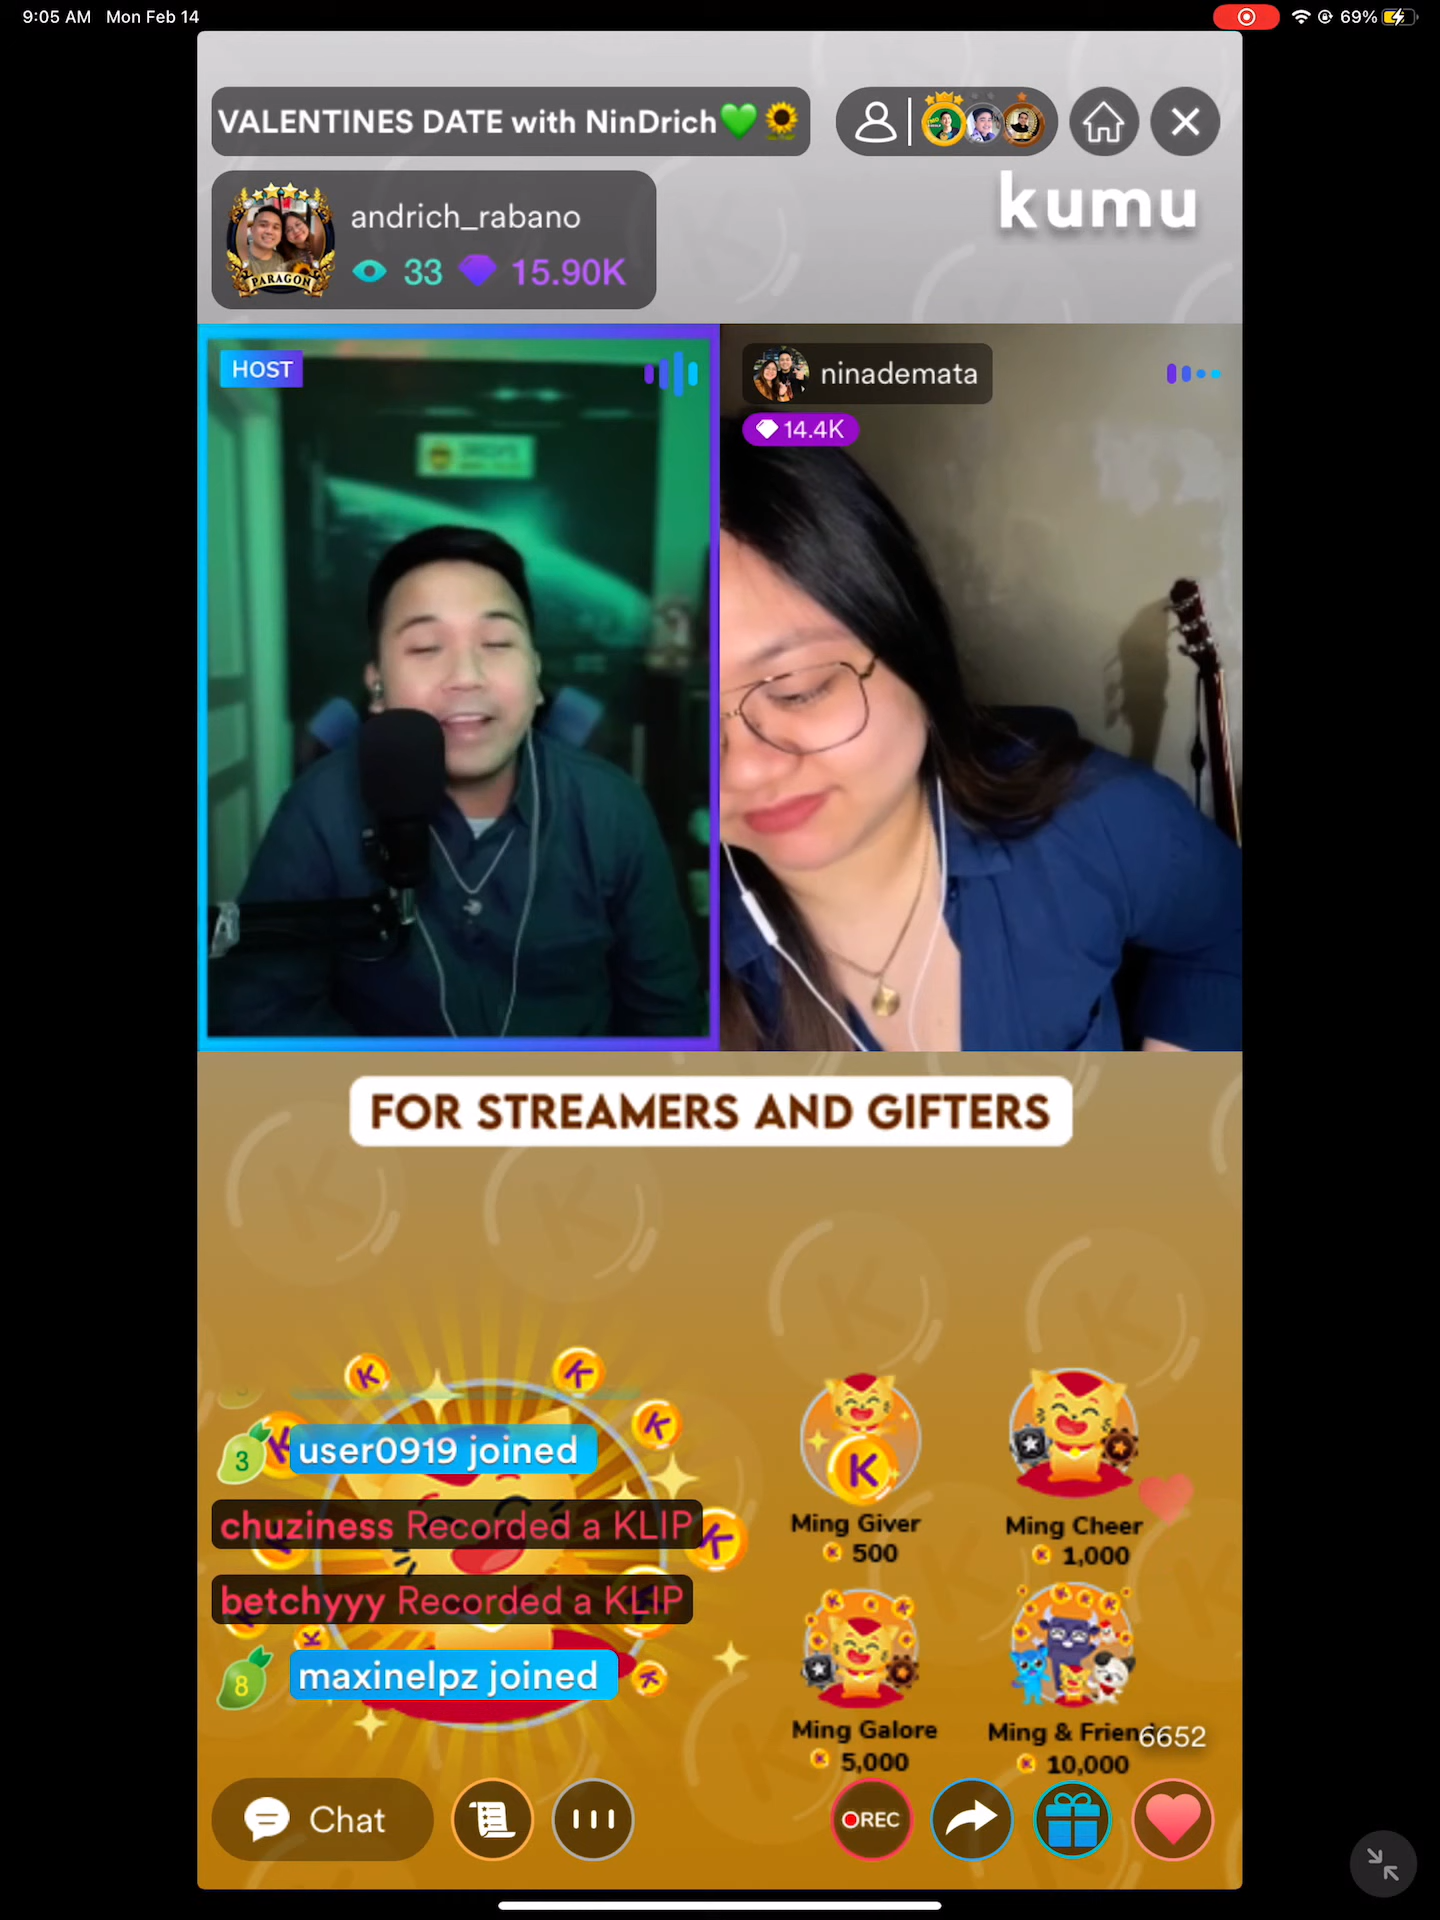 9:05 AM Mon Feb 14
69%
VALENTINES DATE with NinDrich
kumu
andrich_rabano
33 15.90K
PARAGON
HOST
ninademata
14.4K
FOR STREAMERS AND GIFTERS
3 user0919 joined
chuziness Recorded a KLIP
betchyyy Recorded a KLIP
8 maxinelpz joined
Ming Giver
500
Ming Cheer
1,000
Ming Galore
5,000
Ming & Friend
10,000
6652
Chat
REC